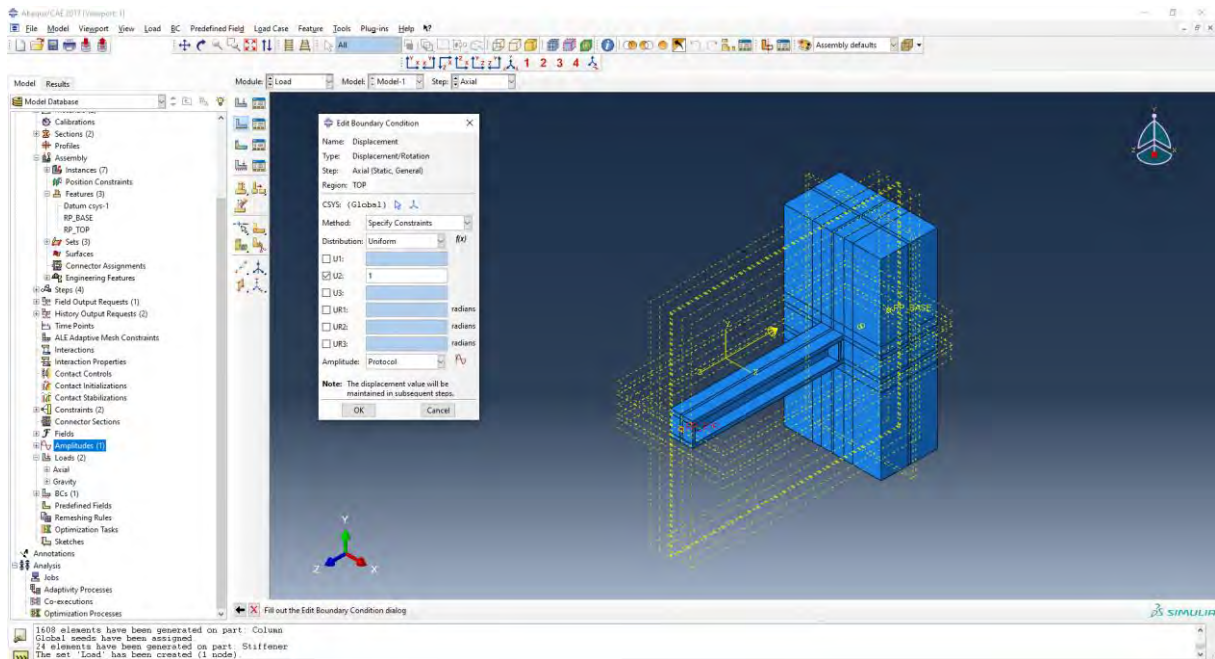 Abaqus/CAE 2017 [Viewport: 1]
File Model Viewport View Load BC Predefined Field Load Case Feature Tools Plug-ins Help
All
Assembly defaults
1 2 3 4
Model Results
Module: Load Model: Model-1 Step: Axial
Model Database
Calibrations
Sections (2)
Profiles
Assembly
Instances (7)
Position Constraints
Features (3)
Datum csys-1
RP_BASE
RP_TOP
Sets (3)
Surfaces
Connector Assignments
Engineering Features
Steps (4)
Field Output Requests (1)
History Output Requests (2)
Time Points
ALE Adaptive Mesh Constraints
Interactions
Interaction Properties
Contact Controls
Contact Initializations
Contact Stabilizations
Constraints (2)
Connector Sections
Fields
Amplitudes (1)
Loads (2)
Axial
Gravity
BCs (1)
Predefined Fields
Remeshing Rules
Optimization Tasks
Sketches
Annotations
Analysis
Jobs
Adaptivity Processes
Co-executions
Optimization Processes
Edit Boundary Condition
Name: Displacement
Type: Displacement/Rotation
Step: Axial (Static, General)
Region: TOP
CSYS: (Global)
Method: Specify Constraints
Distribution: Uniform f(x)
U1:
U2: 1
U3:
UR1: radians
UR2: radians
UR3: radians
Amplitude: Protocol
Note: The displacement value will be
maintained in subsequent steps.
OK Cancel
Y
Z
X
Fill out the Edit Boundary Condition dialog
SIMULIA
1608 elements have been generated on part: Column
Global seeds have been assigned.
24 elements have been generated on part: Stiffener
The set 'Load' has been created (1 node).